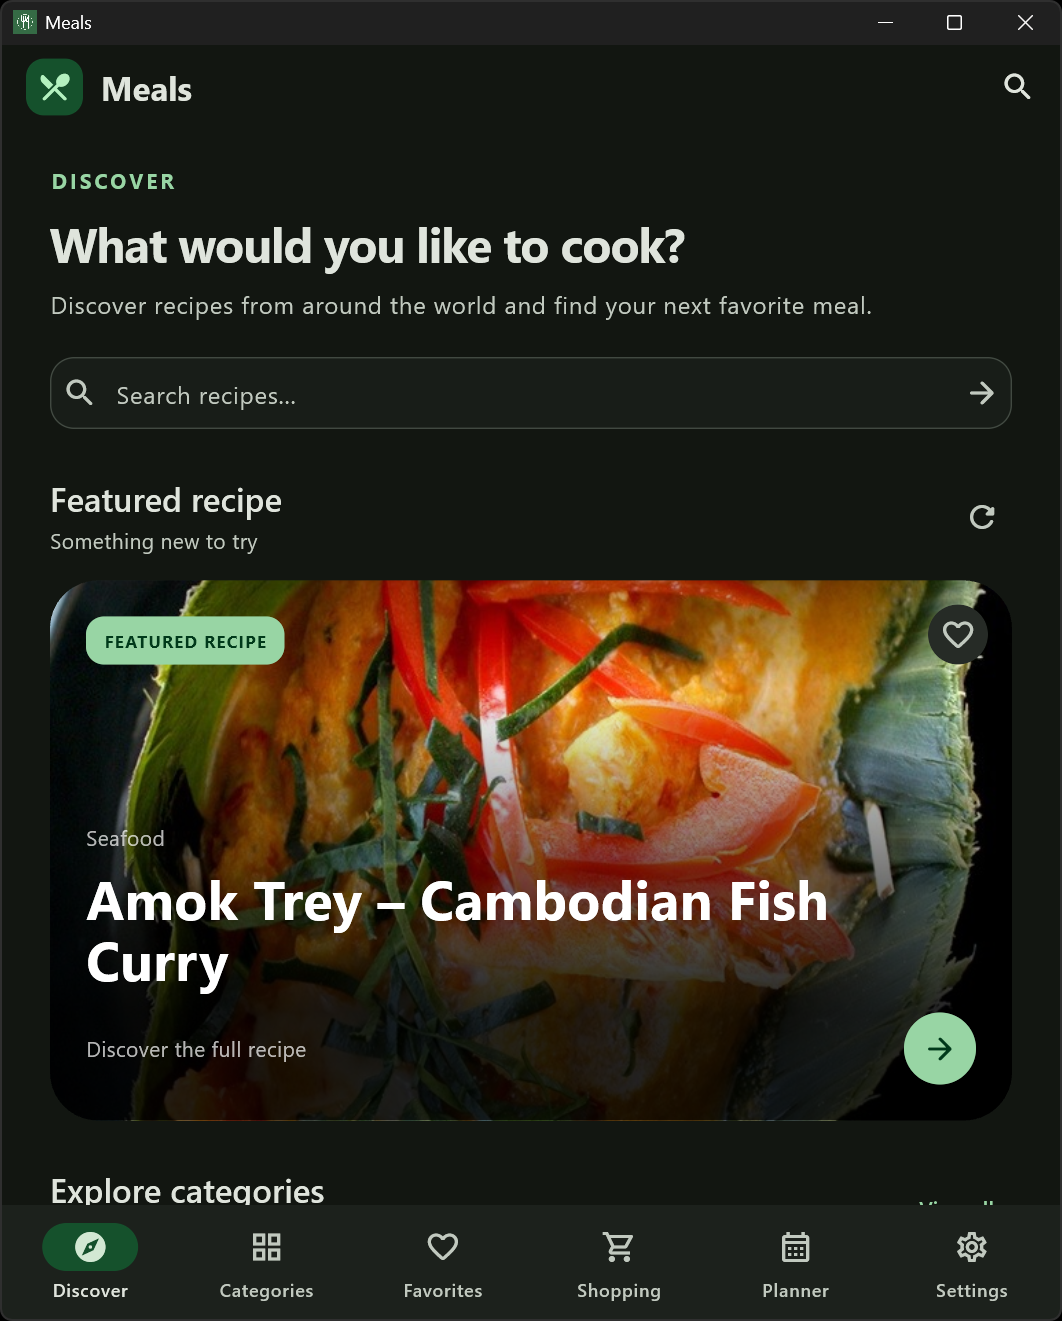 Meals
Meals
DISCOVER
What would you like to cook?
Discover recipes from around the world and find your next favorite meal.
Search recipes...
Featured recipe
Something new to try
FEATURED RECIPE
Seafood
Amok Trey – Cambodian Fish
Curry
Discover the full recipe
Explore categories
Discover
Categories
Favorites
Shopping
Planner
Settings